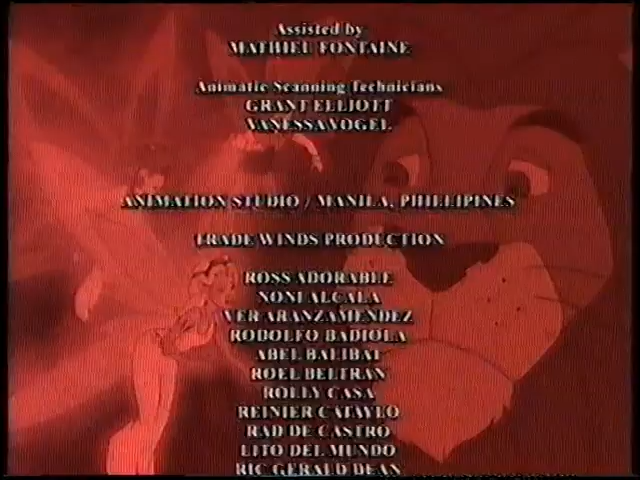 Assisted by
MATHIEU FONTAINE
Animatic Scanning Technicians
GRANT ELLIOTT
VANESSA VOGEL
ANIMATION STUDIO / MANILA, PHILLIPINES
TRADE WINDS PRODUCTION
ROSS ADORABLE
NONI ALCALA
VER ARANZAMENDEZ
RODOLFO BADIOLA
ABEL BALIBAT
ROEL BELTRAN
ROLLY CASA
REINIER CATAYLO
RAD DE CASTRO
LITO DEL MUNDO
RIC GERAUD DEAN